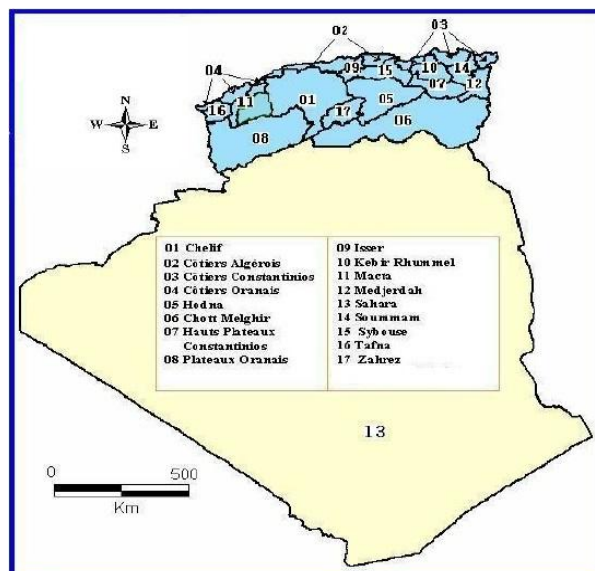 02
03
04
09
15
10
14
07
12
16
11
01
17
05
06
08
N
W E
S
01 Chelif
02 Côtiers Algérois
03 Côtiers Constantinios
04 Côtiers Oranais
05 Hodna
06 Chott Melghir
07 Hauts Plateaux
Constantinios
08 Plateaux Oranais
09 Isser
10 Kebir Rhummel
11 Macta
12 Medjerdah
13 Sahara
14 Soummam
15 Sybouse
16 Tafna
17 Zahrez
13
0 500
Km